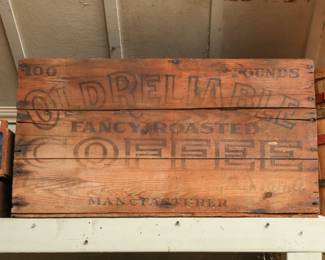 100 POUNDS
OLD RELIABLE
FANCY ROASTED
COFFEE
MANUFACTURER